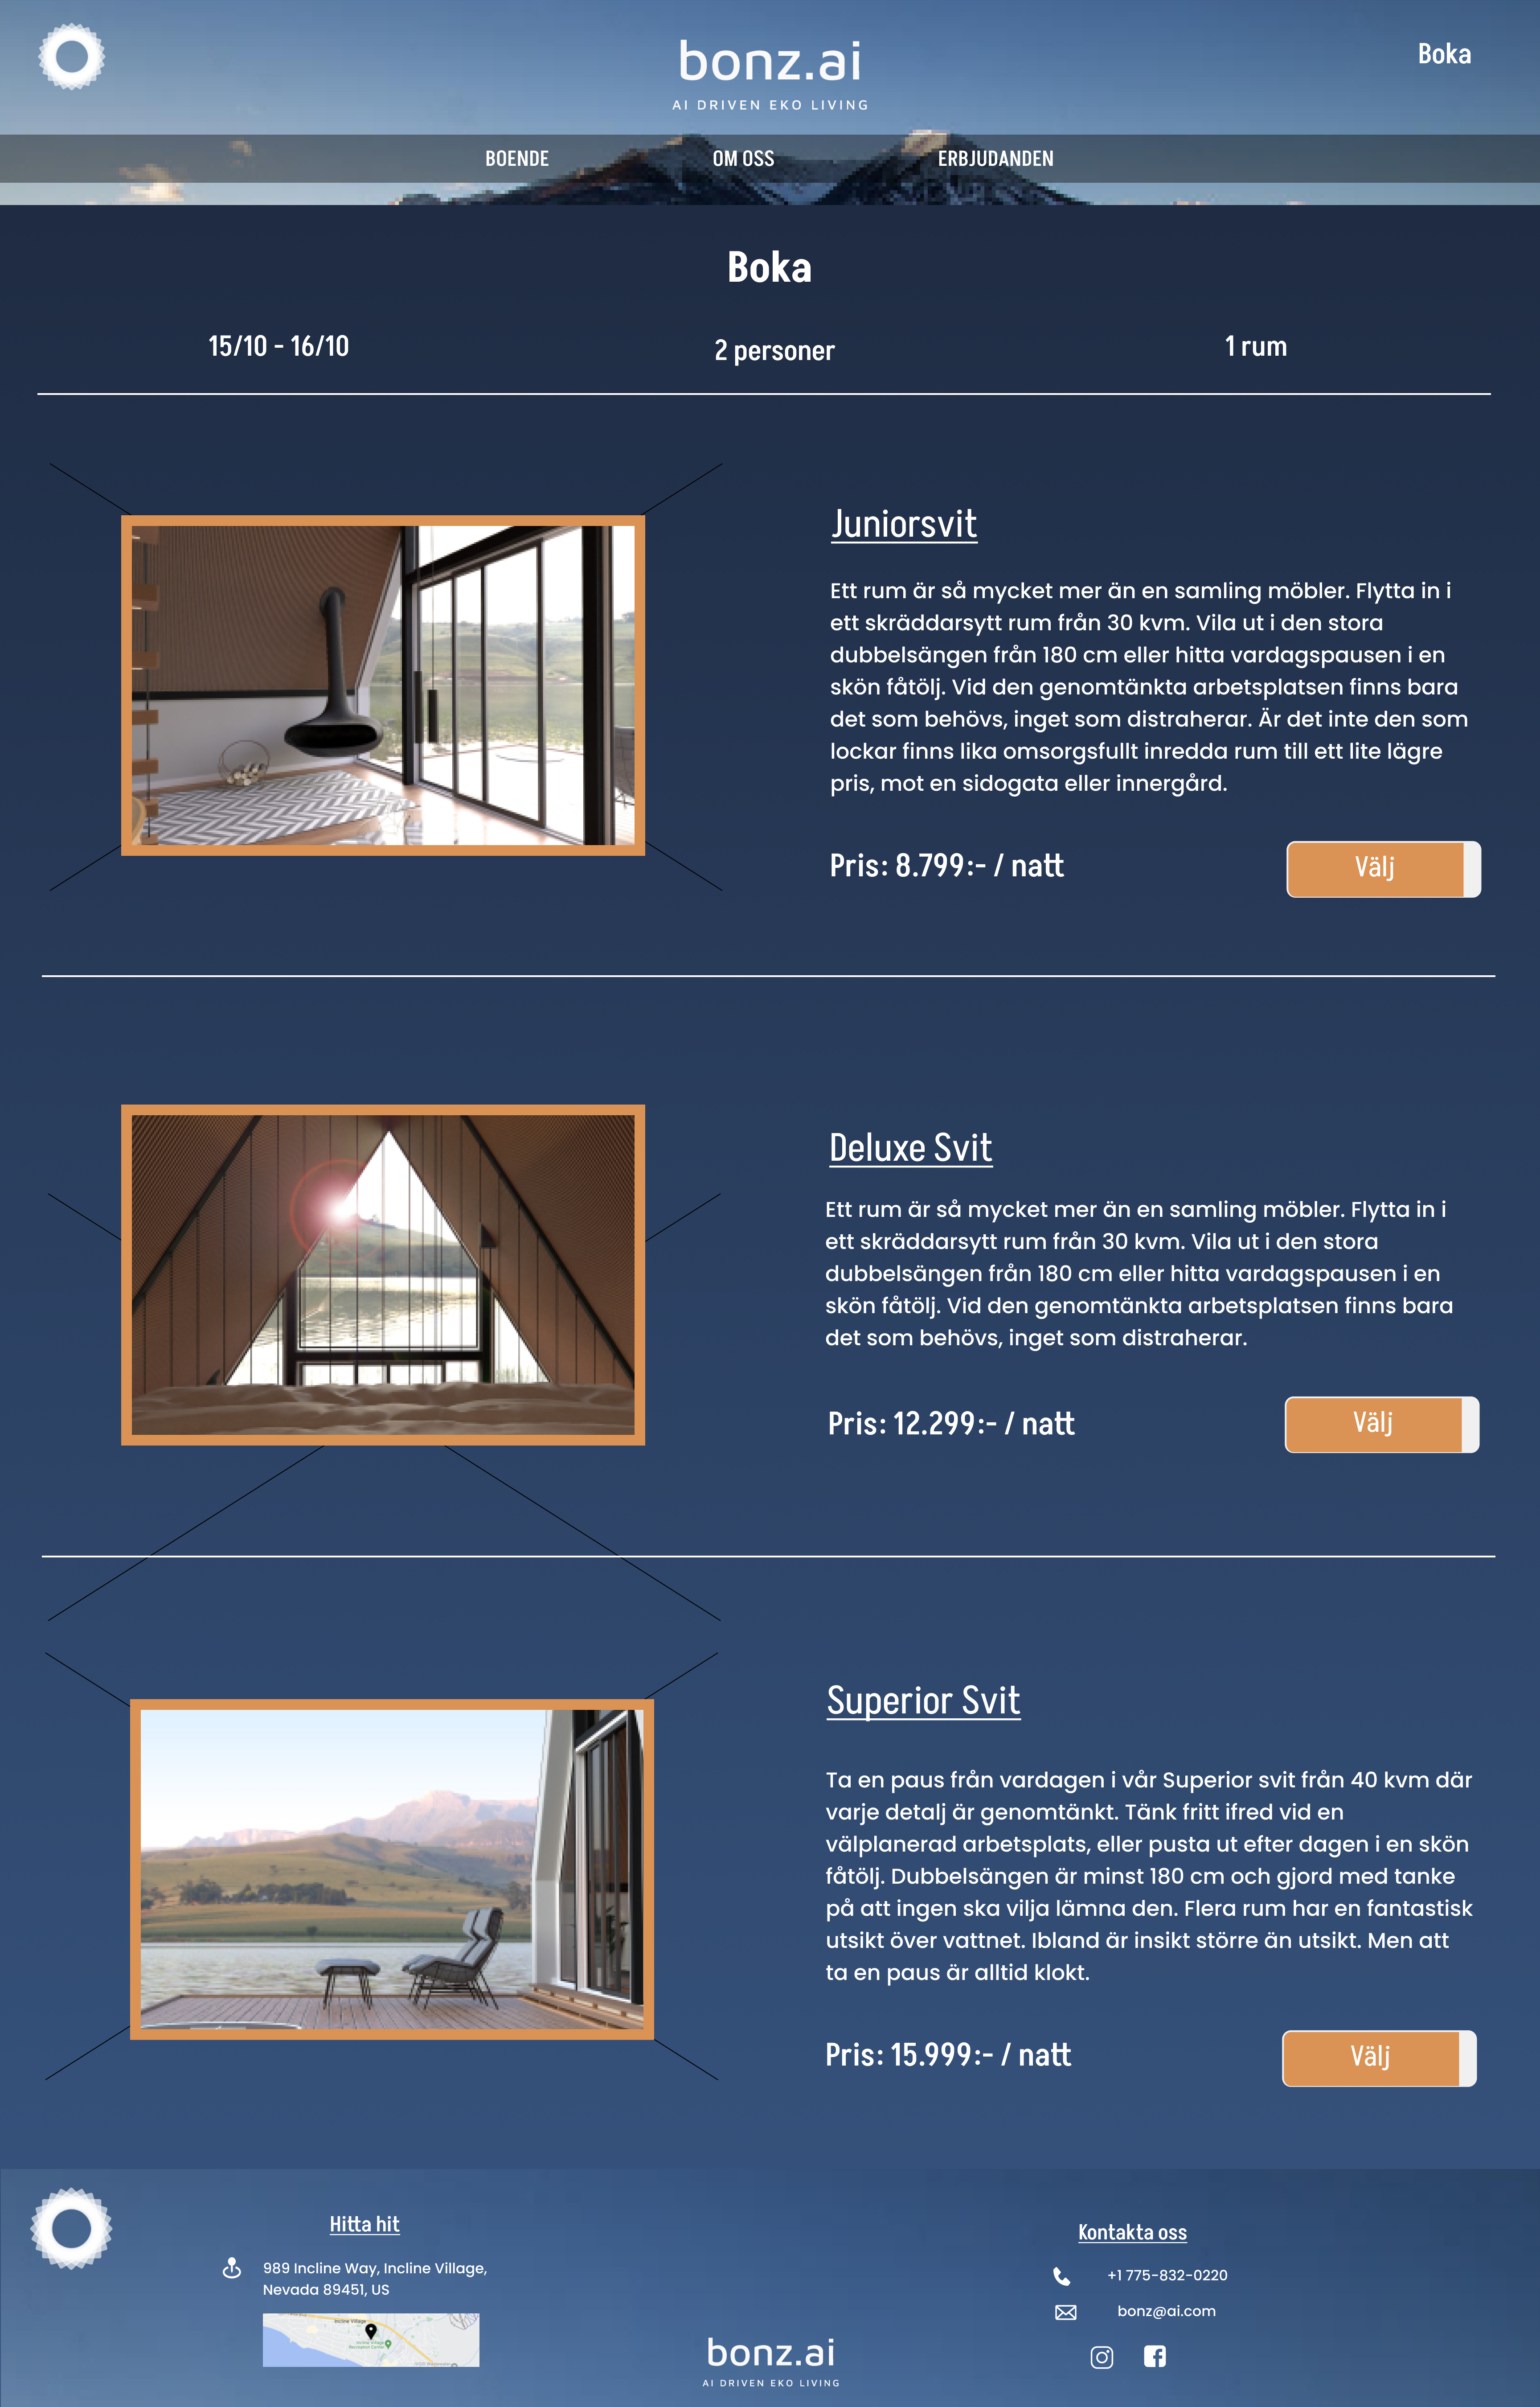 bonz.ai
AI DRIVEN EKO LIVING
Boka
BOENDE
OM OSS
ERBJUDANDEN
Boka
15/10 - 16/10
2 personer
1 rum
Juniorsvit
Ett rum är så mycket mer än en samling möbler. Flytta in i
ett skräddarsytt rum från 30 kvm. Vila ut i den stora
dubbelsängen från 180 cm eller hitta vardagspausen i en
skön fåtölj. Vid den genomtänkta arbetsplatsen finns bara
det som behövs, inget som distraherar. Är det inte den som
lockar finns lika omsorgsfullt inredda rum till ett lite lägre
pris, mot en sidogata eller innergård.
Pris: 8.799:- / natt
Välj
Deluxe Svit
Ett rum är så mycket mer än en samling möbler. Flytta in i
ett skräddarsytt rum från 30 kvm. Vila ut i den stora
dubbelsängen från 180 cm eller hitta vardagspausen i en
skön fåtölj. Vid den genomtänkta arbetsplatsen finns bara
det som behövs, inget som distraherar.
Pris: 12.299:- / natt
Välj
Superior Svit
Ta en paus från vardagen i vår Superior svit från 40 kvm där
varje detalj är genomtänkt. Tänk fritt ifred vid en
välplanerad arbetsplats, eller pusta ut efter dagen i en skön
fåtölj. Dubbelsängen är minst 180 cm och gjord med tanke
på att ingen ska vilja lämna den. Flera rum har en fantastisk
utsikt över vattnet. Ibland är insikt större än utsikt. Men att
ta en paus är alltid klokt.
Pris: 15.999:- / natt
Välj
Hitta hit
989 Incline Way, Incline Village,
Nevada 89451, US
Incline Village
Incline Village
Recreation Center
Kontakta oss
+1 775-832-0220
bonz@ai.com
bonz.ai
AI DRIVEN EKO LIVING